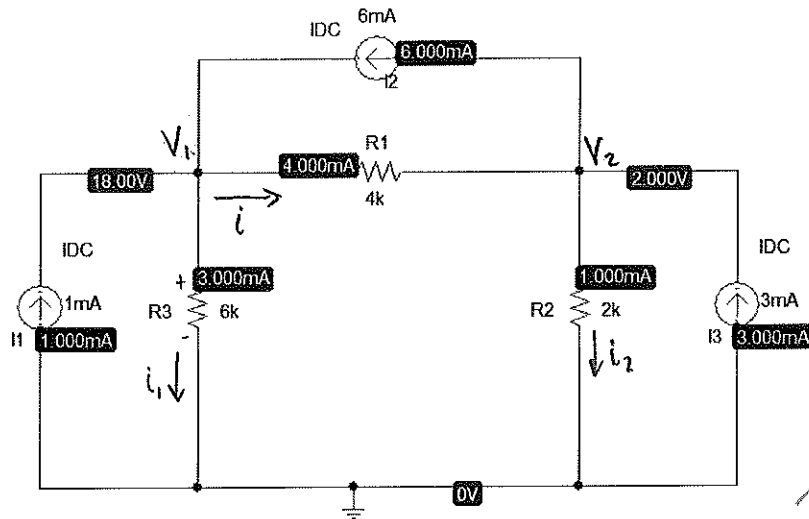 6mA
IDC
6.000mA
I2
V1
R1
V2
18.00V
4.000mA
2.000V
4k
i
IDC
IDC
+
3.000mA
1.000mA
1mA
R3
6k
R2
2k
3mA
I1
1.000mA
-
I3
3.000mA
i1
i2
0V